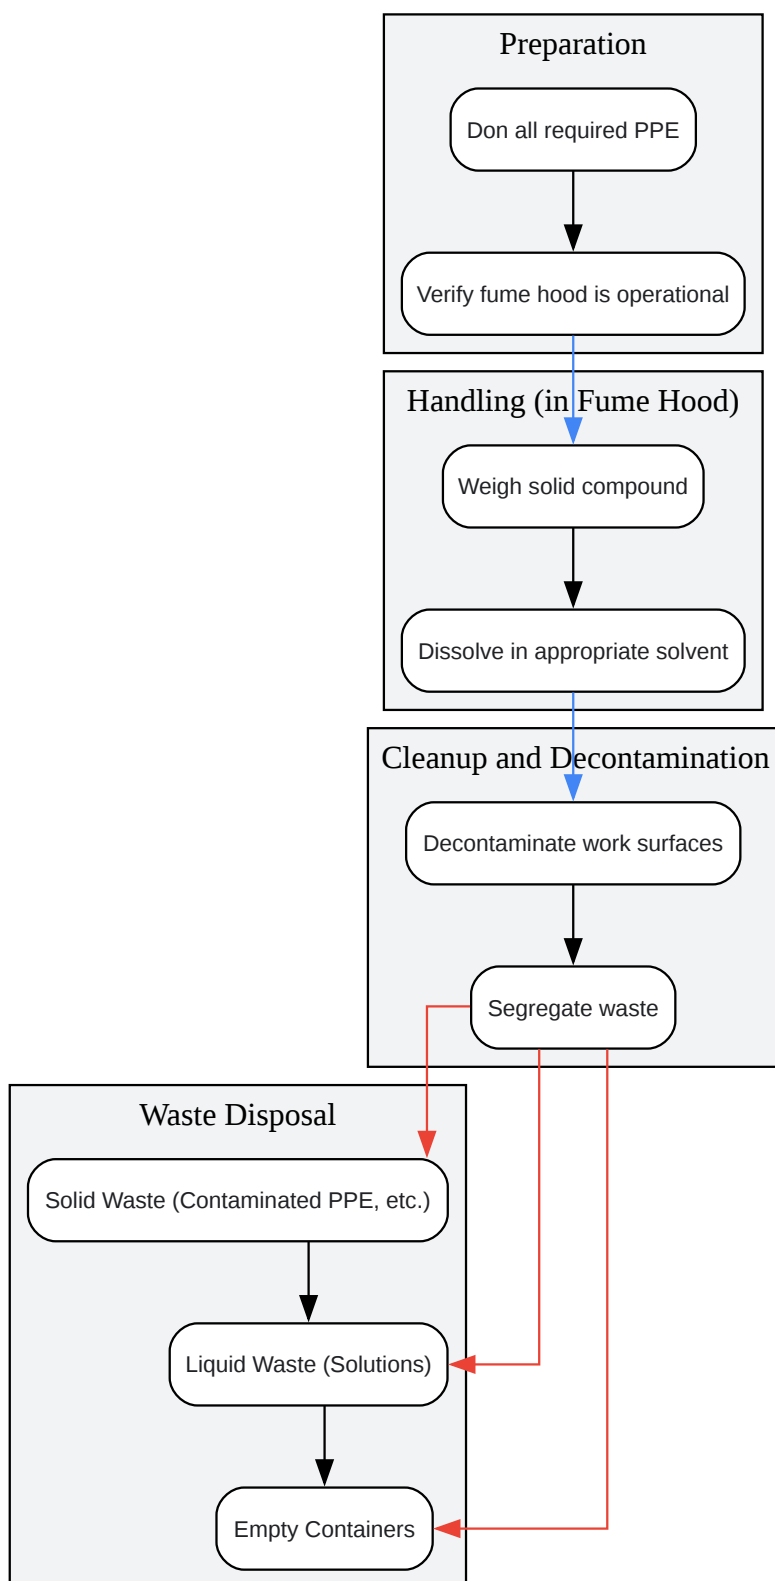 Preparation
Don all required PPE
Verify fume hood is operational
Handling (in Fume Hood)
Weigh solid compound
Dissolve in appropriate solvent
Cleanup and Decontamination
Decontaminate work surfaces
Segregate waste
Waste Disposal
Solid Waste (Contaminated PPE, etc.)
Liquid Waste (Solutions)
Empty Containers